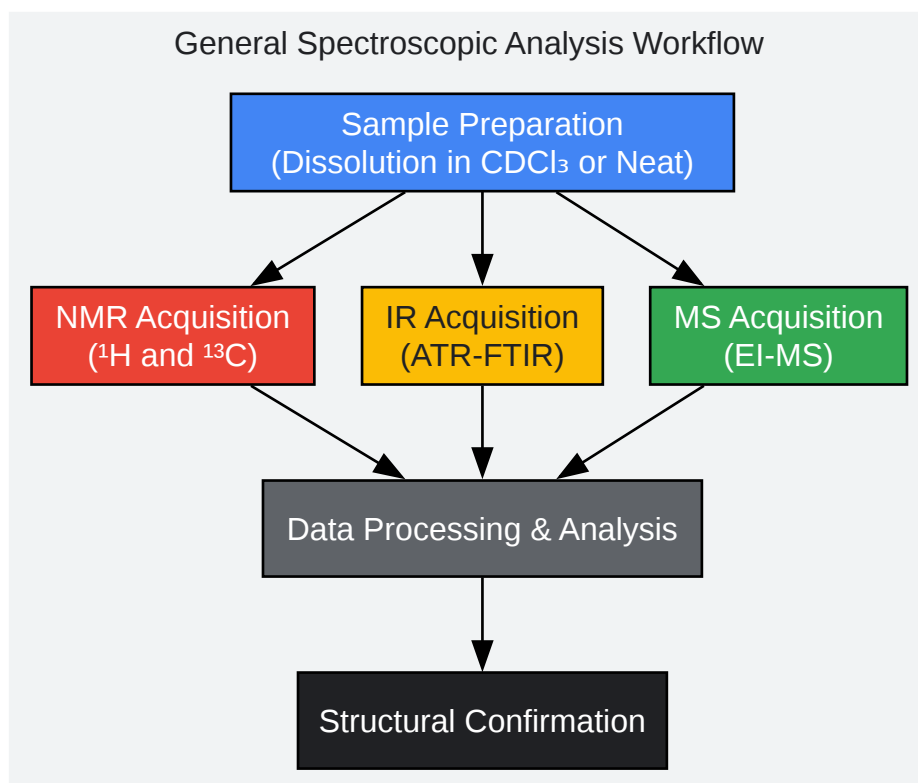 General Spectroscopic Analysis Workflow
Sample Preparation
(Dissolution in CDCl₃ or Neat)
NMR Acquisition
(¹H and ¹³C)
IR Acquisition
(ATR-FTIR)
MS Acquisition
(EI-MS)
Data Processing & Analysis
Structural Confirmation